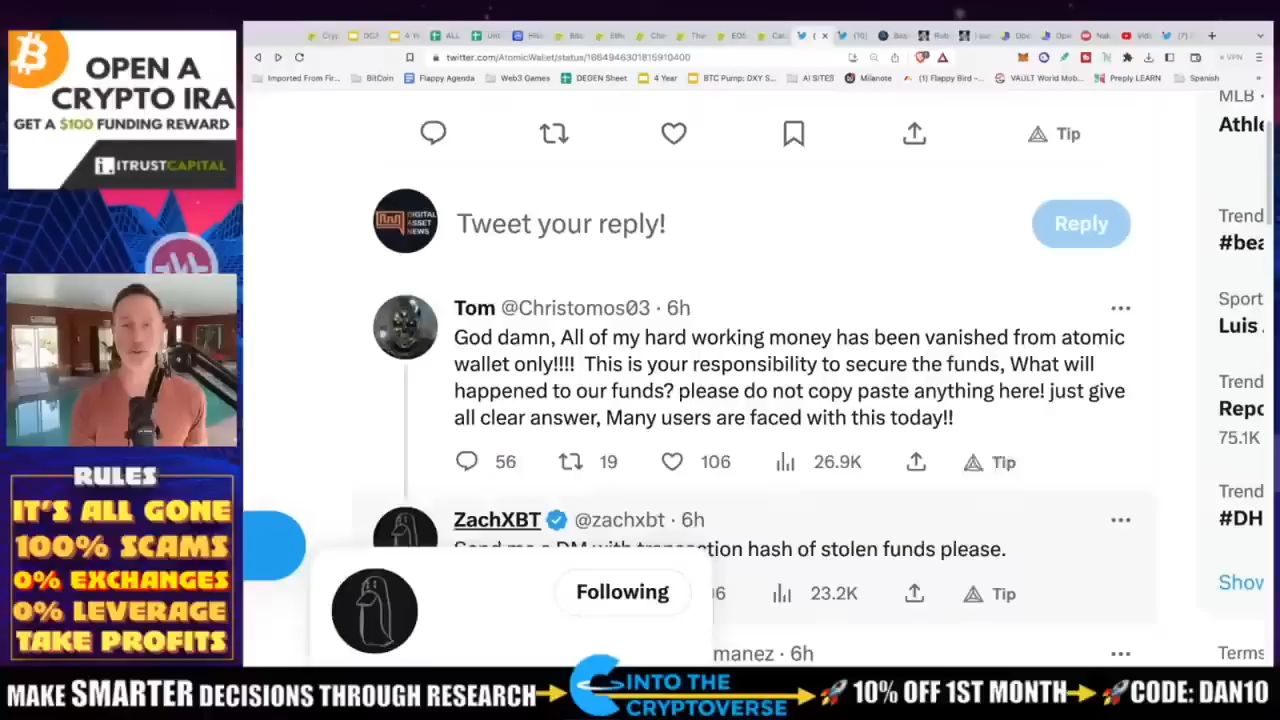 OPEN A
CRYPTO IRA
GET A $100 FUNDING REWARD
iTRUSTCAPITAL
RULES
IT'S ALL GONE
100% SCAMS
0% EXCHANGES
0% LEVERAGE
TAKE PROFITS
ALL
EOS
twitter.com/AtomicWallet/status/1664946301815910400
VPN
Imported From Fir...
BitCoin
Flappy Agenda
Web3 Games
DEGEN Sheet
4 Year
BTC Pump: DXY S...
AI SITES
Milanote
(1) Flappy Bird –...
VAULT World Mob...
Preply LEARN
Spanish
Tip
DIGITAL
ASSET
NEWS
Tweet your reply!
Reply
Tom @Christomos03 · 6h
God damn, All of my hard working money has been vanished from atomic
wallet only!!!! This is your responsibility to secure the funds, What will
happened to our funds? please do not copy paste anything here! just give
all clear answer, Many users are faced with this today!!
56 19 106 26.9K Tip
ZachXBT @zachxbt · 6h
Send me a DM with transaction hash of stolen funds please.
23.2K Tip
Following
manez · 6h
MLB ·
Athle
Trend
#bea
Sport
Luis
Trend
Repo
75.1K
Trend
#DH
Show
Terms
MAKE SMARTER DECISIONS THROUGH RESEARCH
INTO THE
CRYPTOVERSE
10% OFF 1ST MONTH
CODE: DAN10